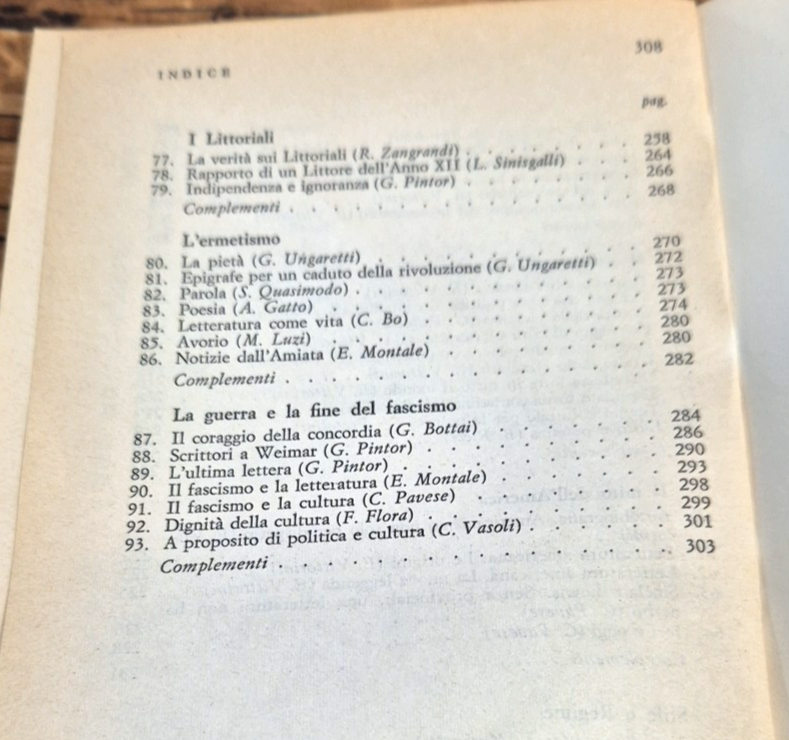 308
INDICE
pag.
I Littoriali
77. La verità sui Littoriali (R. Zangrandi) . . . . . . . 258
78. Rapporto di un Littore dell'Anno XII (L. Sinisgalli) . . . 264
79. Indipendenza e ignoranza (G. Pintor) . . . . . . . . 266
Complementi . . . . . . . . . . . . . 268
L'ermetismo
80. La pietà (G. Ungaretti) . . . . . . . . . . . 270
81. Epigrafe per un caduto della rivoluzione (G. Ungaretti) . . 272
82. Parola (S. Quasimodo) . . . . . . . . . . . 273
83. Poesia (A. Gatto) . . . . . . . . . . . . 273
84. Letteratura come vita (C. Bo) . . . . . . . . . 274
85. Avorio (M. Luzi) . . . . . . . . . . . . 280
86. Notizie dall'Amiata (E. Montale) . . . . . . . . 280
Complementi . . . . . . . . . . . . . 282
La guerra e la fine del fascismo
87. Il coraggio della concordia (G. Bottai) . . . . . . . 284
88. Scrittori a Weimar (G. Pintor) . . . . . . . . . 286
89. L'ultima lettera (G. Pintor) . . . . . . . . . . 290
90. Il fascismo e la letteratura (E. Montale) . . . . . . 293
91. Il fascismo e la cultura (C. Pavese) . . . . . . . . 298
92. Dignità della cultura (F. Flora) . . . . . . . . . 299
93. A proposito di politica e cultura (C. Vasoli) . . . . . . 301
Complementi . . . . . . . . . . . . . 303